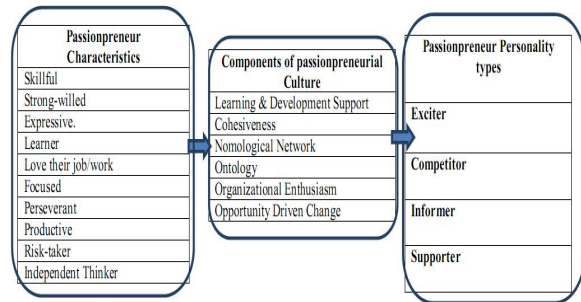 Passionpreneur
Characteristics
Skillful
Strong-willed
Expressive.
Learner
Love their job/work
Focused
Perseverant
Productive
Risk-taker
Independent Thinker
Components of passionpreneurial
Culture
Learning & Development Support
Cohesiveness
Nomological Network
Ontology
Organizational Enthusiasm
Opportunity Driven Change
Passionpreneur Personality
types
Exciter
Competitor
Informer
Supporter